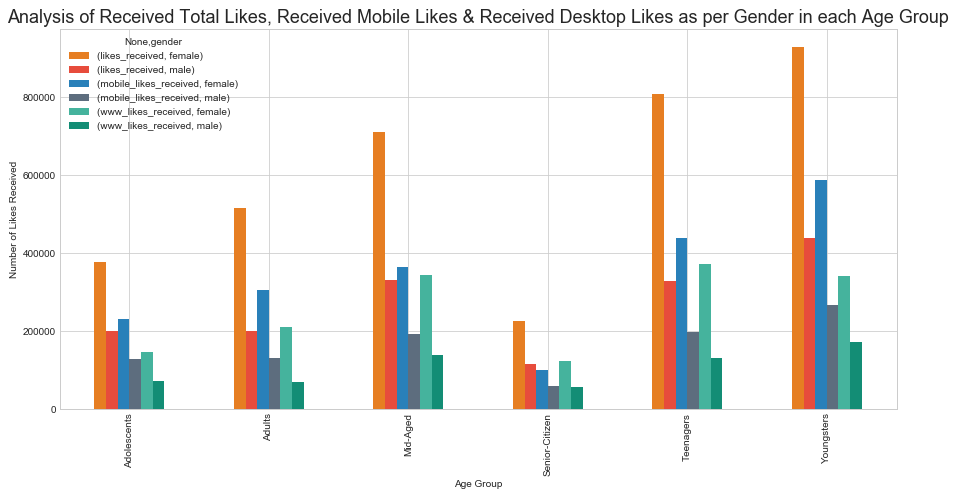 Analysis of Received Total Likes, Received Mobile Likes & Received Desktop Likes as per Gender in each Age Group
None,gender
(likes_received, female)
(likes_received, male)
(mobile_likes_received, female)
(mobile_likes_received, male)
(www_likes_received, female)
(www_likes_received, male)
Number of Likes Received
800000
600000
400000
200000
0
Adolescents
Adults
Mid-Aged
Senior-Citizen
Teenagers
Youngsters
Age Group